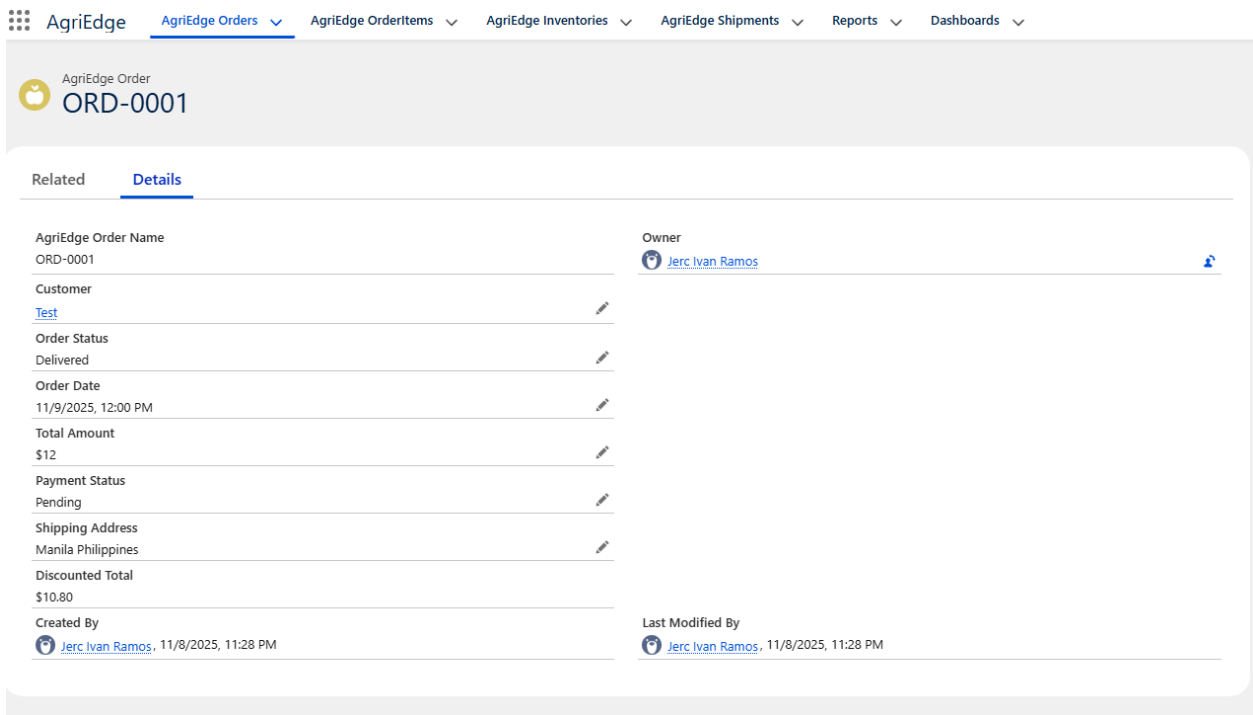 AgriEdge AgriEdge Orders AgriEdge OrderItems AgriEdge Inventories AgriEdge Shipments Reports Dashboards
AgriEdge Order
ORD-0001
Related Details
AgriEdge Order Name
ORD-0001
Owner
Jerc Ivan Ramos
Customer
Test
Order Status
Delivered
Order Date
11/9/2025, 12:00 PM
Total Amount
$12
Payment Status
Pending
Shipping Address
Manila Philippines
Discounted Total
$10.80
Created By
Jerc Ivan Ramos, 11/8/2025, 11:28 PM
Last Modified By
Jerc Ivan Ramos, 11/8/2025, 11:28 PM